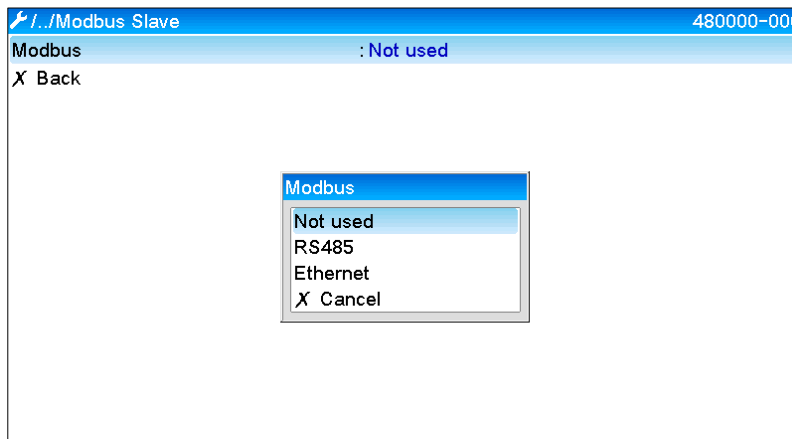 /../Modbus Slave 480000-00
Modbus : Not used
X Back
Modbus
Not used
RS485
Ethernet
X Cancel